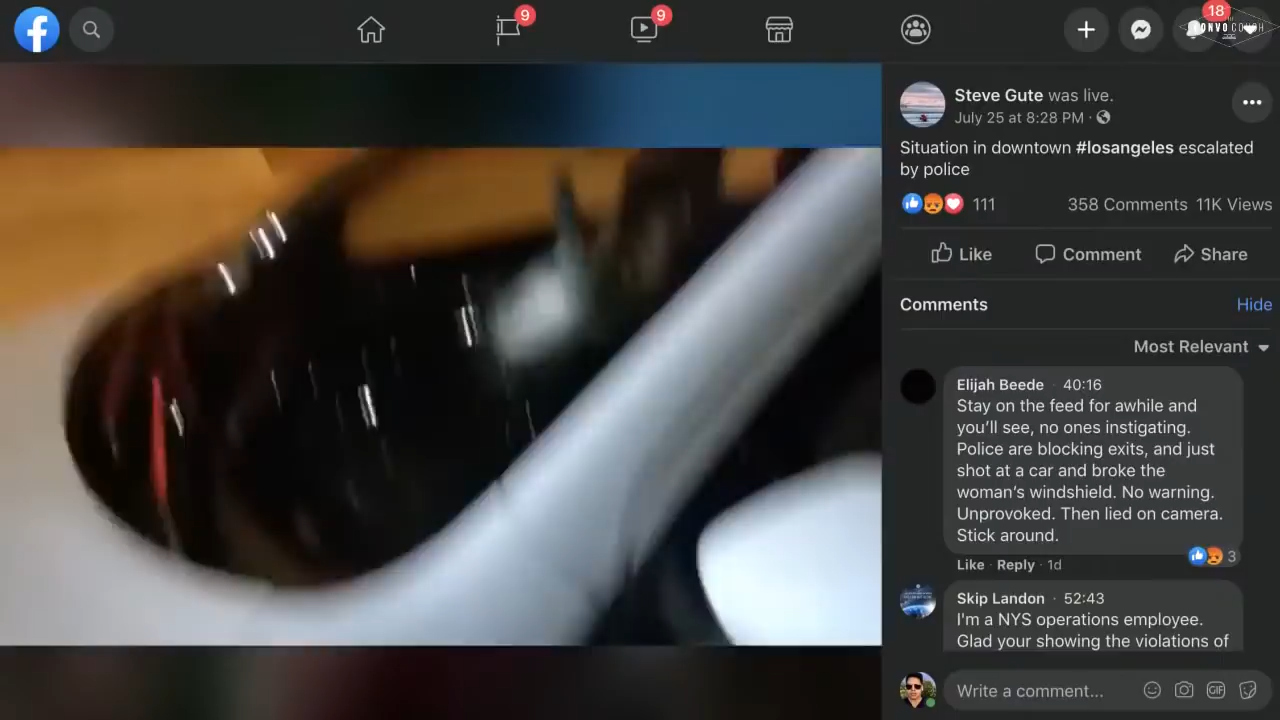 9
9
18
CONVO COUCH
Steve Gute was live.
July 25 at 8:28 PM ·
Situation in downtown #losangeles escalated
by police
111
358 Comments 11K Views
Like
Comment
Share
Comments
Hide
Most Relevant
Elijah Beede · 40:16
Stay on the feed for awhile and
you'll see, no ones instigating.
Police are blocking exits, and just
shot at a car and broke the
woman's windshield. No warning.
Unprovoked. Then lied on camera.
Stick around.
3
Like · Reply · 1d
Skip Landon · 52:43
I'm a NYS operations employee.
Glad your showing the violations of
Write a comment...
GIF